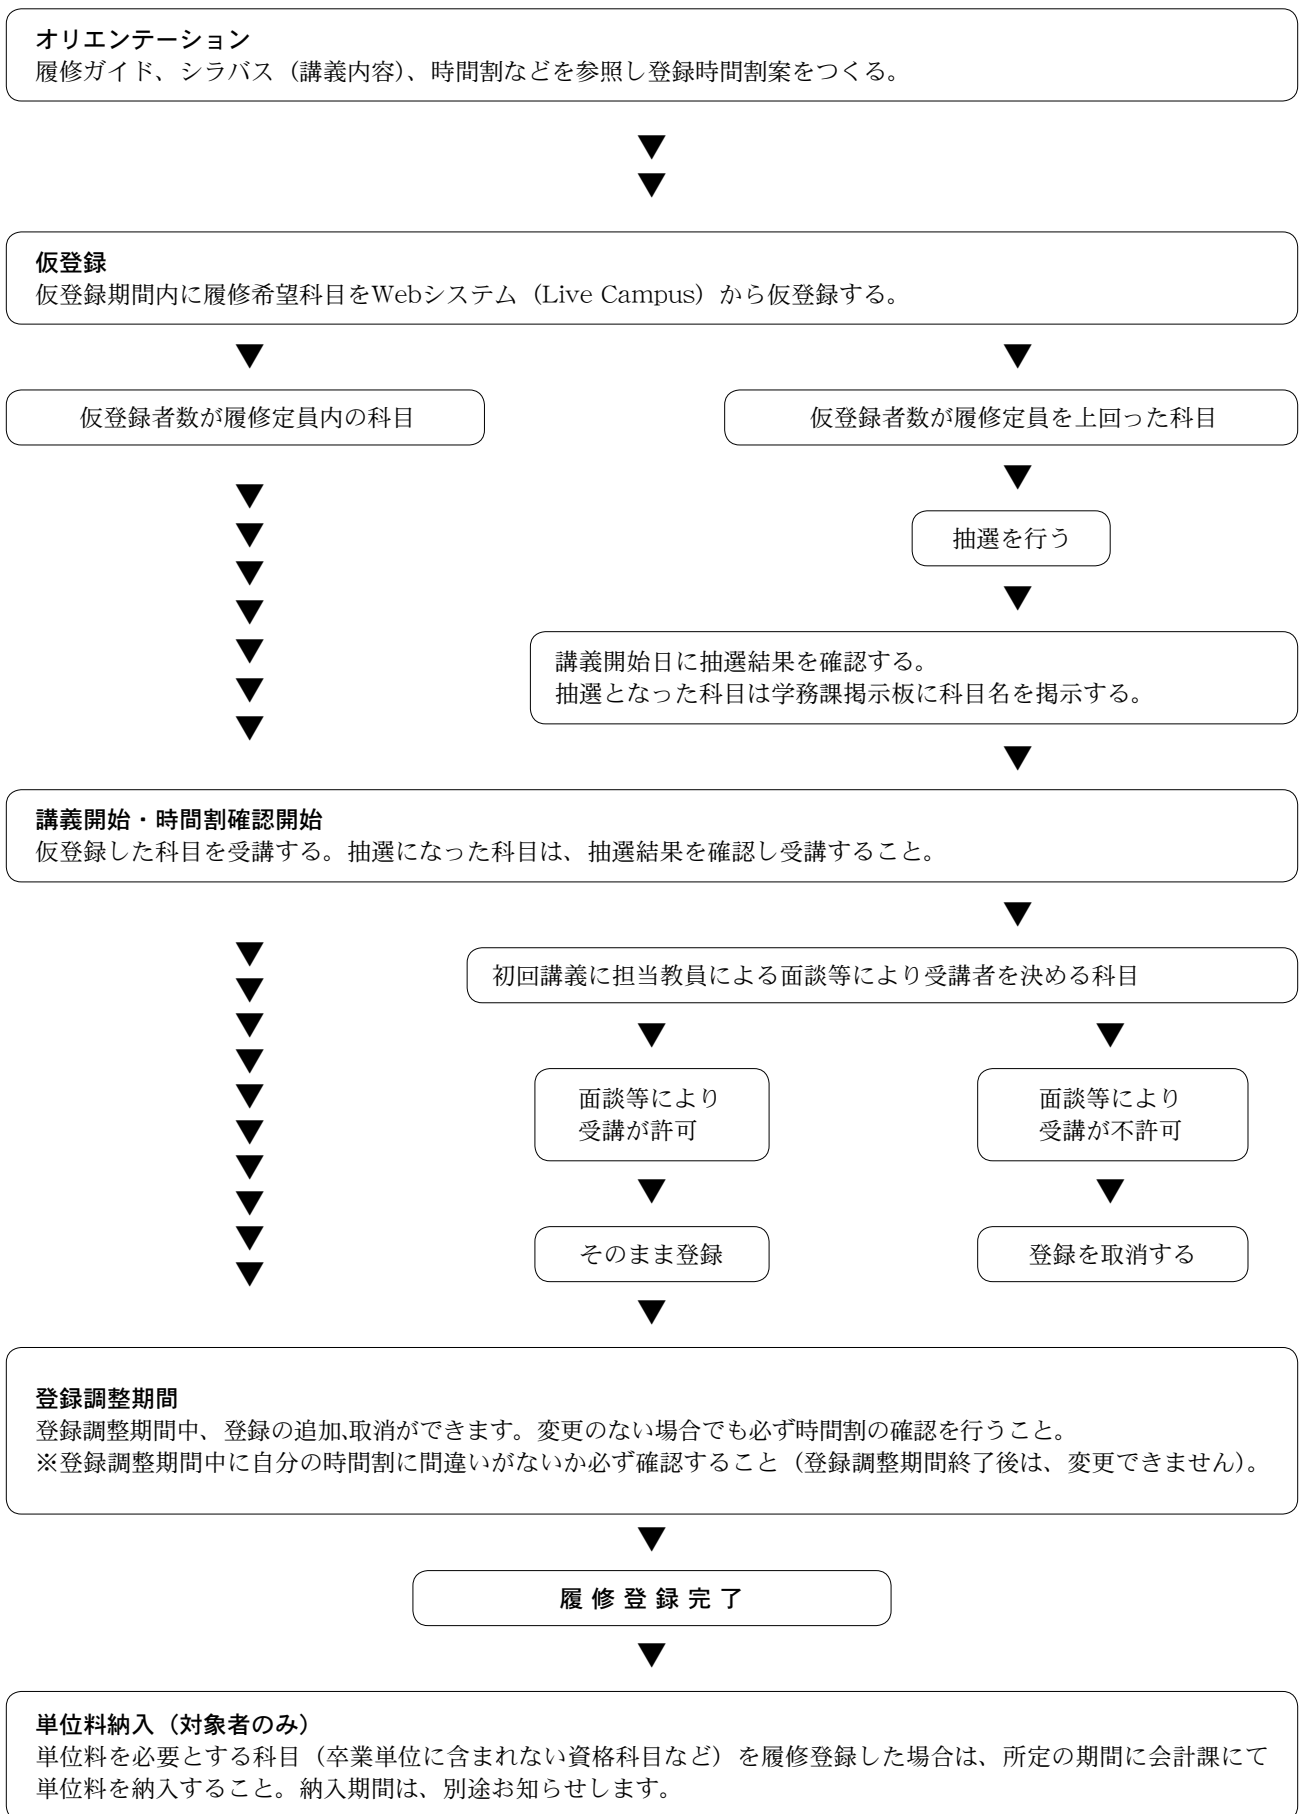 オリエンテーション
履修ガイド、シラバス（講義内容）、時間割などを参照し登録時間割案をつくる。
仮登録
仮登録期間内に履修希望科目をWebシステム（Live Campus）から仮登録する。
仮登録者数が履修定員内の科目
仮登録者数が履修定員を上回った科目
抽選を行う
講義開始日に抽選結果を確認する。
抽選となった科目は学務課掲示板に科目名を掲示する。
講義開始・時間割確認開始
仮登録した科目を受講する。抽選になった科目は、抽選結果を確認し受講すること。
初回講義に担当教員による面談等により受講者を決める科目
面談等により
受講が許可
面談等により
受講が不許可
そのまま登録
登録を取消する
登録調整期間
登録調整期間中、登録の追加、取消ができます。変更のない場合でも必ず時間割の確認を行うこと。
※登録調整期間中に自分の時間割に間違いがないか必ず確認すること（登録調整期間終了後は、変更できません）。
履修登録完了
単位料納入（対象者のみ）
単位料を必要とする科目（卒業単位に含まれない資格科目など）を履修登録した場合は、所定の期間に会計課にて
単位料を納入すること。納入期間は、別途お知らせします。